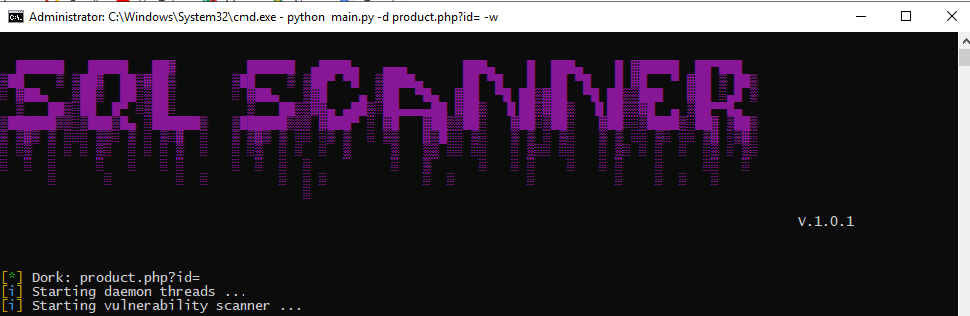 Administrator: C:\Windows\System32\cmd.exe - python  main.py -d product.php?id= -w
SQL SCANNER
v.1.0.1
[*] Dork: product.php?id=
[i] Starting daemon threads ...
[i] Starting vulnerability scanner ...